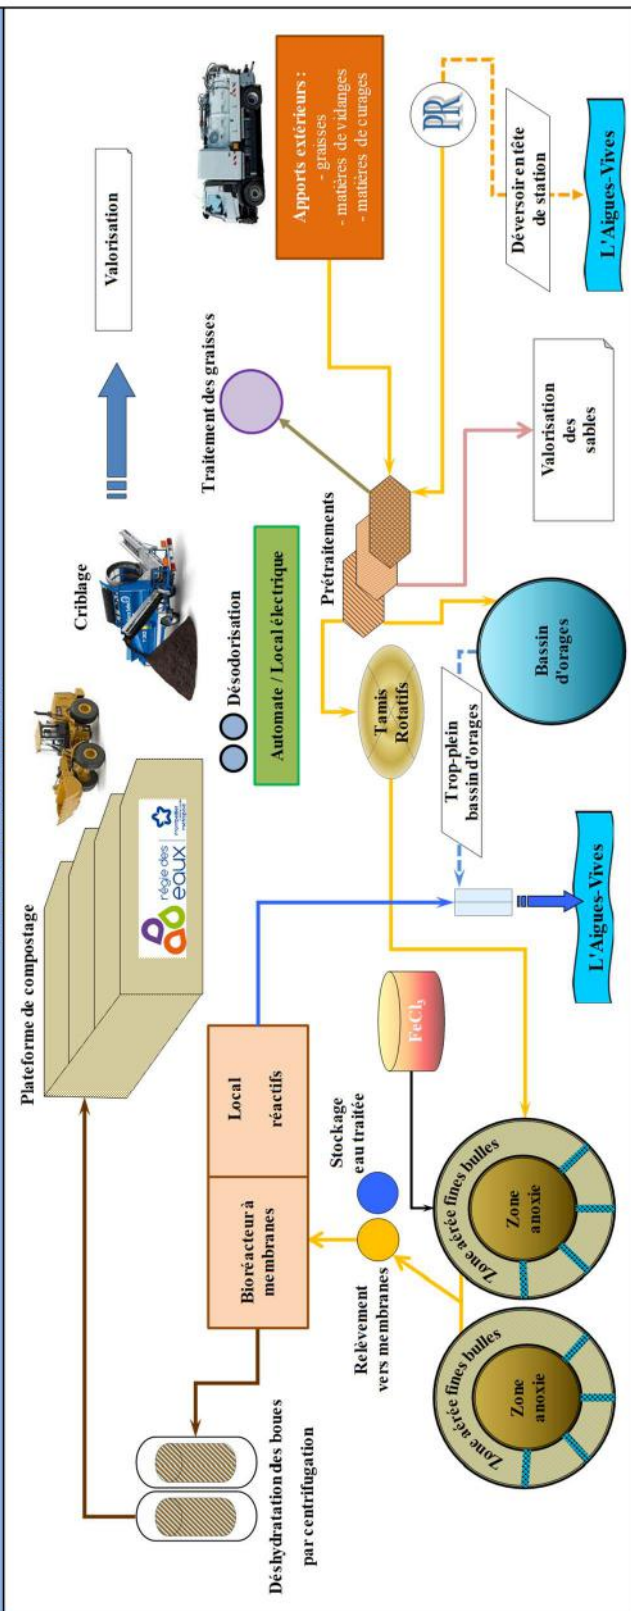 Plateforme de compostage
régie des
eaux
Criblage
Valorisation
Désodorisation
Automate / Local électrique
Traitement des graisses
Apports extérieurs :
- graisses
- matières de vidanges
- matières de curages
Déshydratation des boues
par centrifugation
Bioréacteur à
membranes
Local
réactifs
Relèvement
vers membranes
Stockage
eau traitée
FeCl3
Tamis
Rotatifs
Prétraitements
PR
Zone aérée fines bulles
Zone
anoxie
Zone aérée fines bulles
Zone
anoxie
Trop-plein
bassin d'orages
L'Aigues-Vives
Bassin
d'orages
Valorisation
des
sables
Déversoir en tête
de station
L'Aigues-Vives